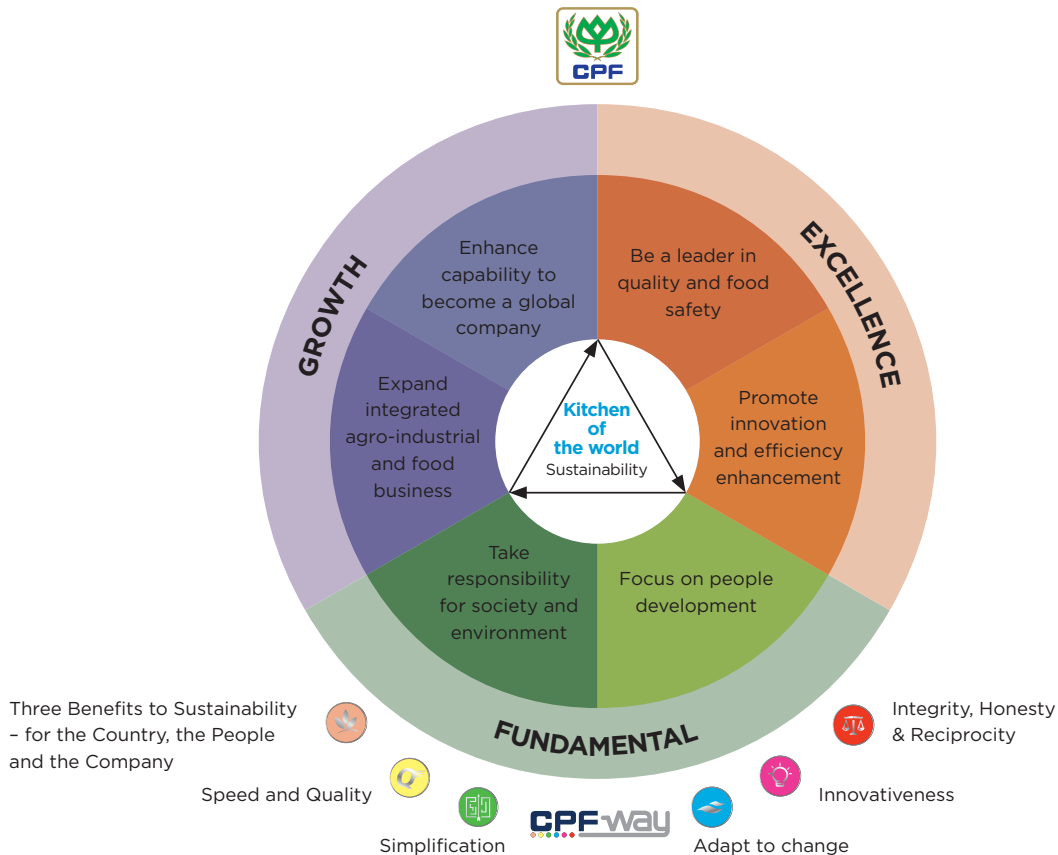 CPF
GROWTH
EXCELLENCE
Enhance
capability to
become a global
company
Be a leader in
quality and food
safety
Expand
integrated
agro-industrial
and food
business
Kitchen
of
the world
Sustainability
Promote
innovation
and efficiency
enhancement
Take
responsibility
for society and
environment
Focus on people
development
FUNDAMENTAL
Three Benefits to Sustainability
– for the Country, the People
and the Company
Integrity, Honesty
& Reciprocity
Speed and Quality
Q
Innovativeness
CPF-way
Simplification
Adapt to change